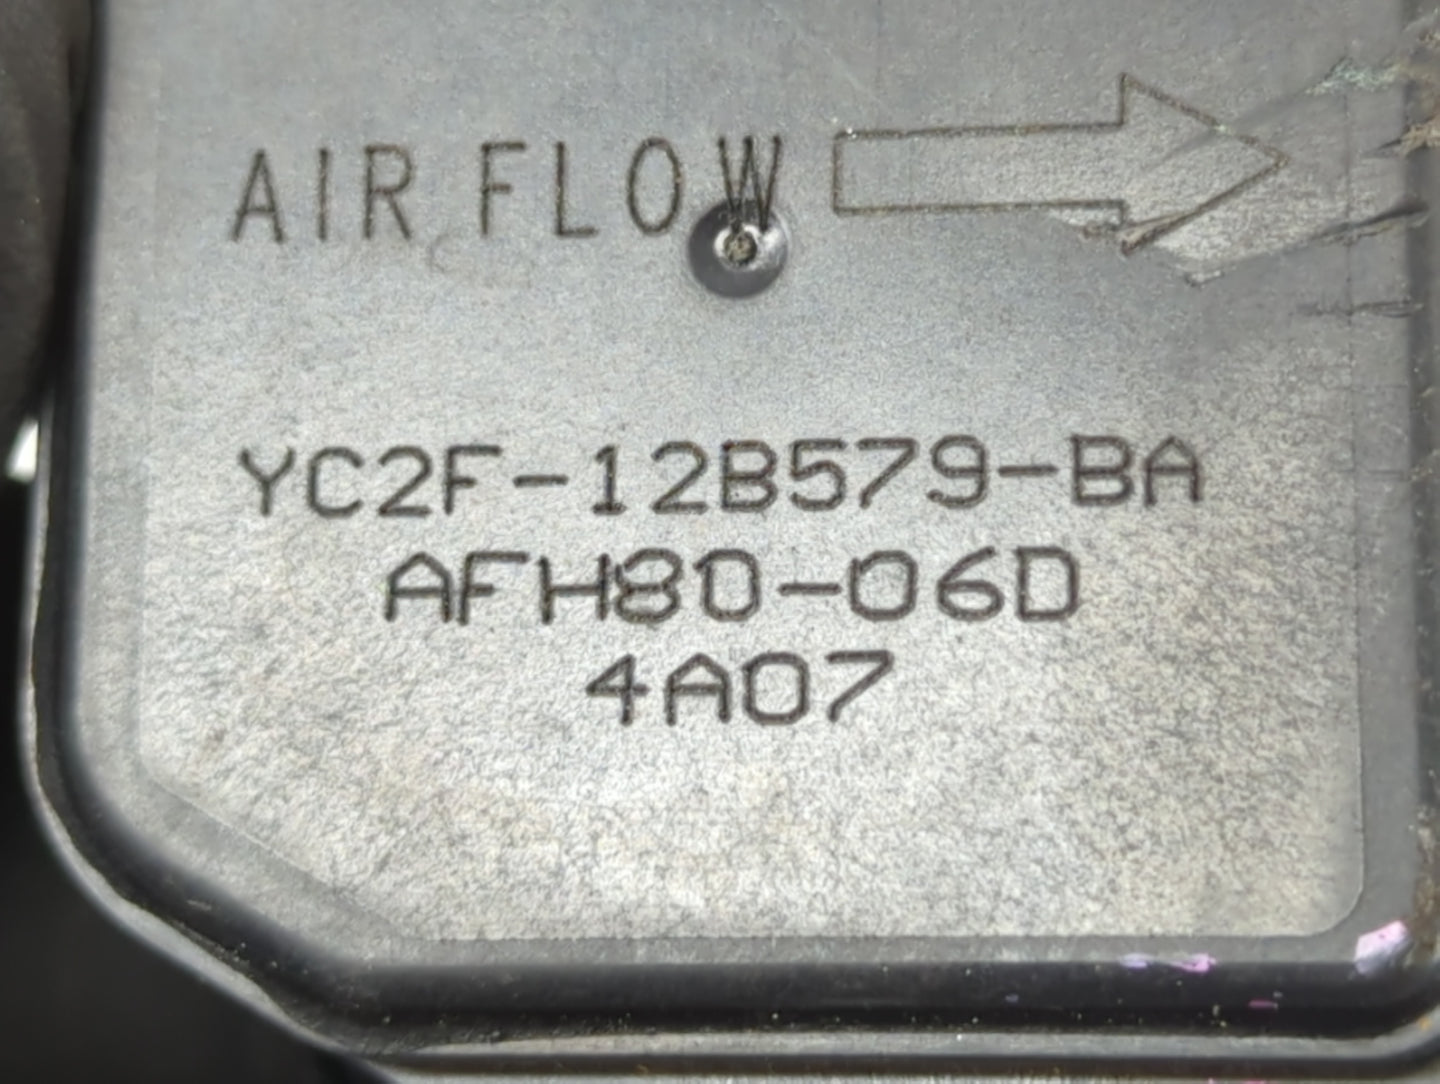 AIR FLOW
YC2F-12B579-BA
AFH80-06D
4A07